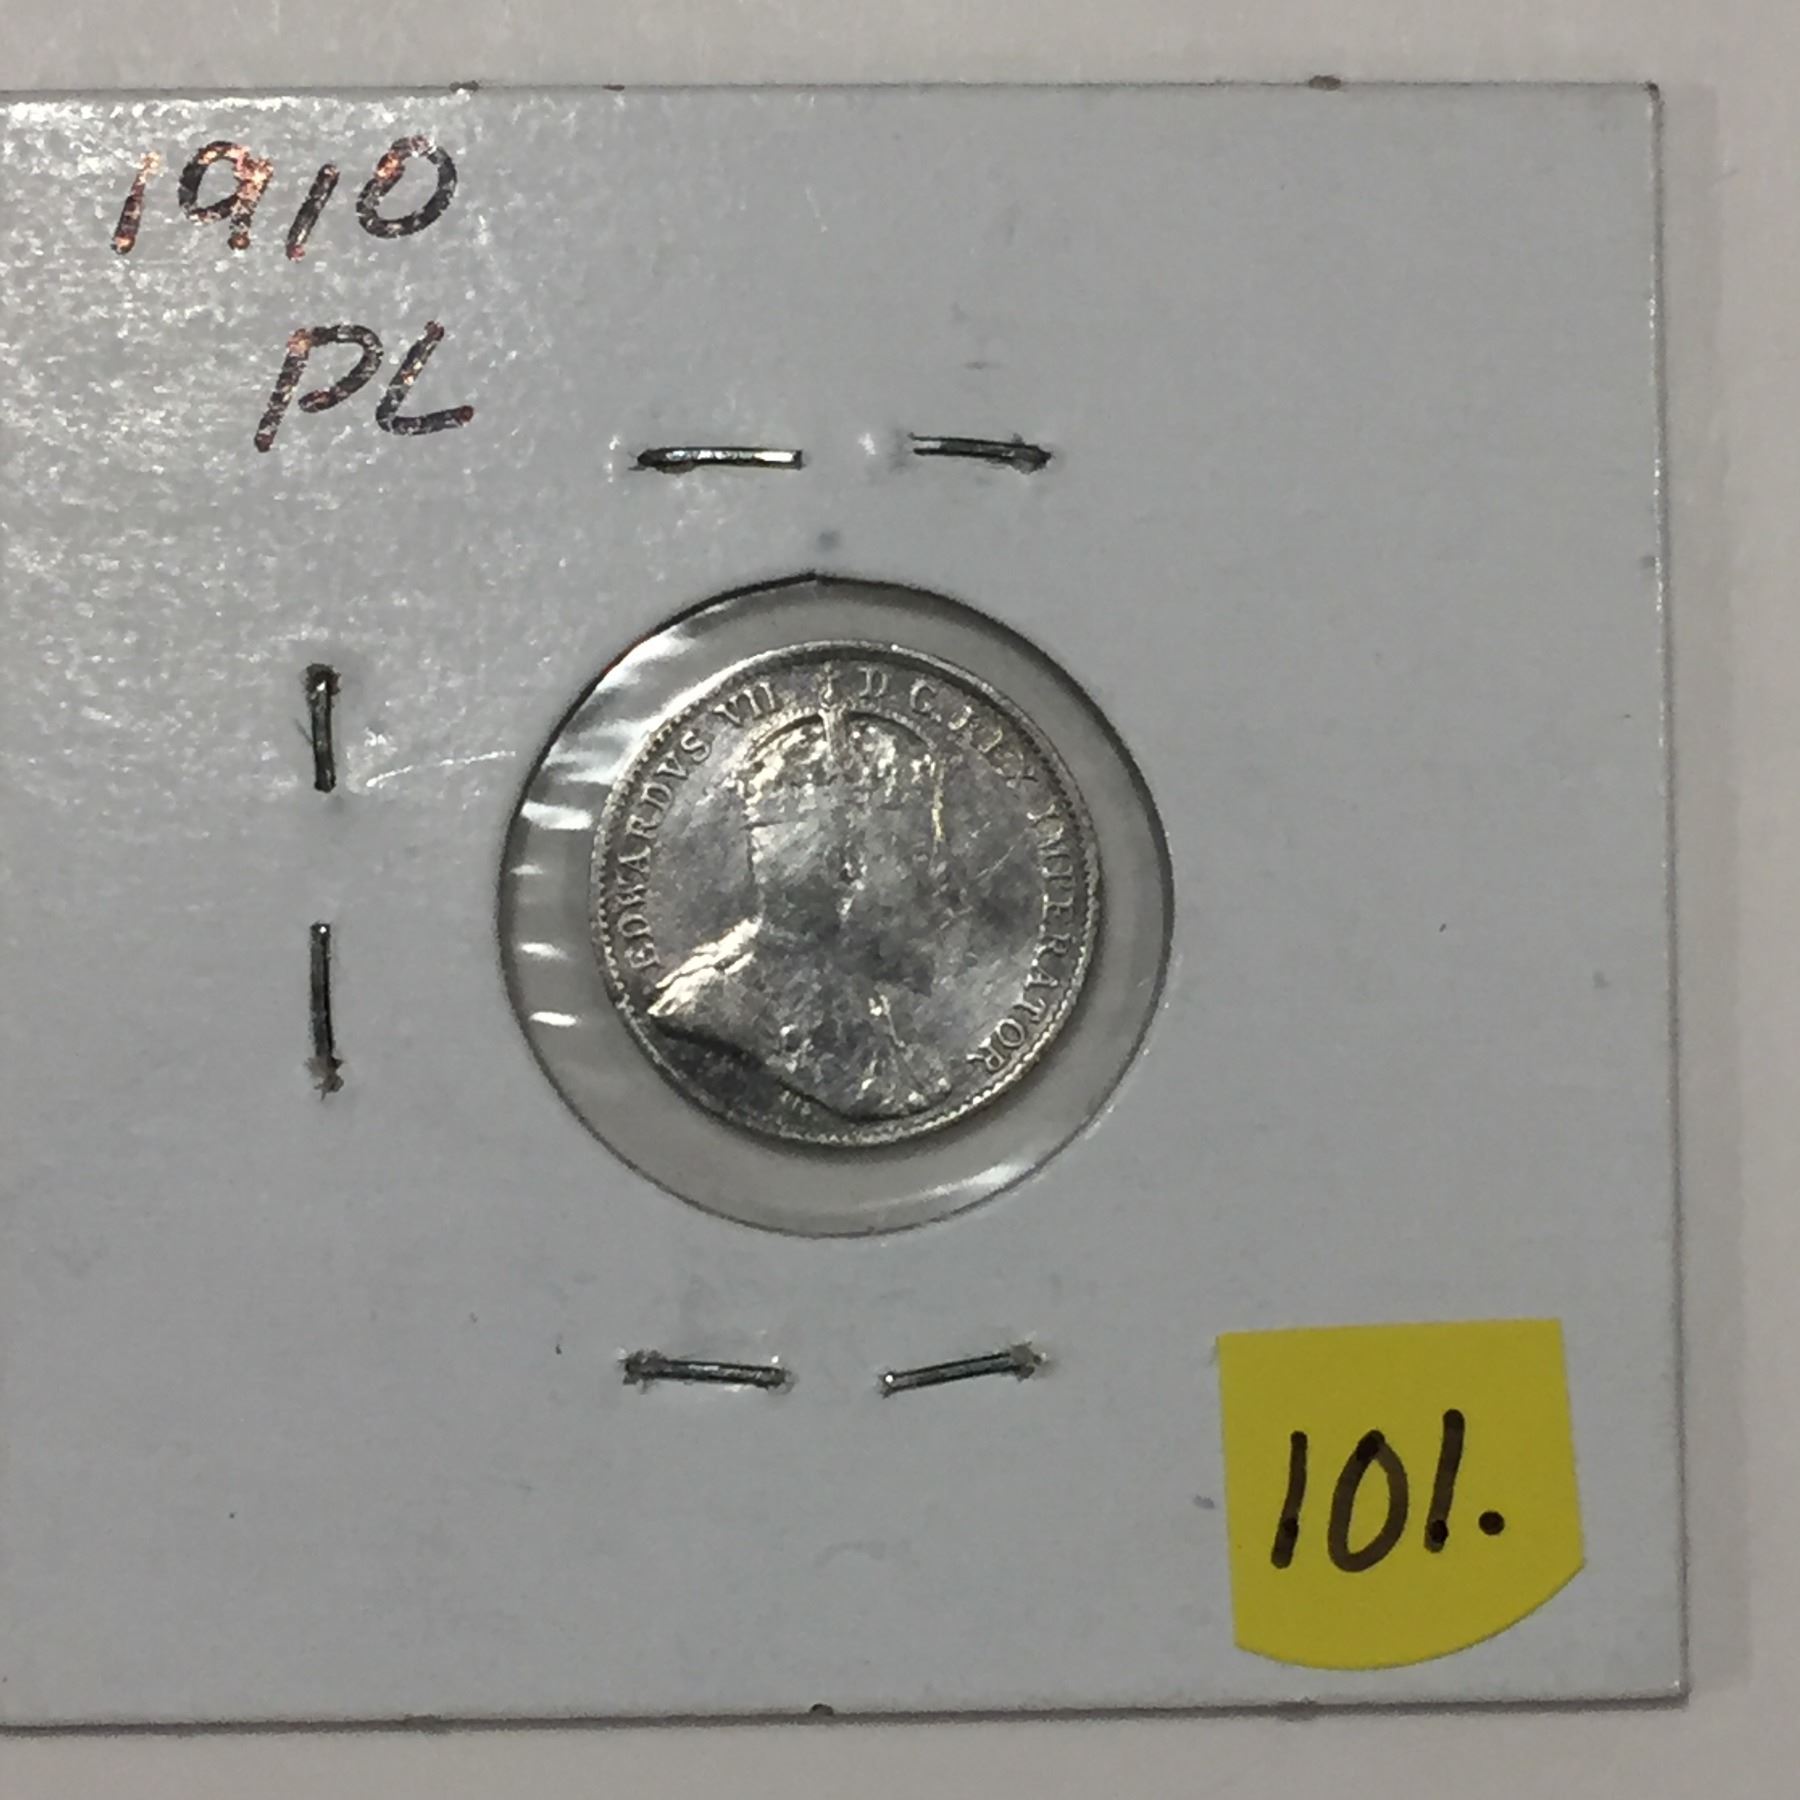 1910
PL
EDWARDVS VII D.G. REX IMPERATOR
101.